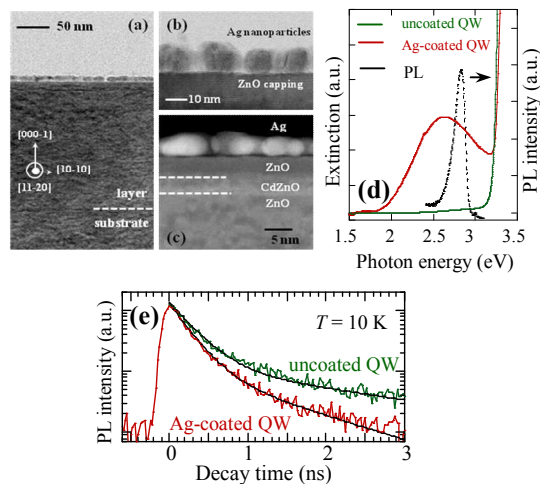 50 nm
(a)
[000-1]
[10-10]
[11-20]
layer
substrate
(b)
Ag nanoparticles
ZnO capping
10 nm
Ag
ZnO
CdZnO
ZnO
(c)
5 nm
uncoated QW
Ag-coated QW
PL
(d)
Extinction (a.u.)
PL intensity (a.u.)
1.5 2.0 2.5 3.0 3.5
Photon energy (eV)
(e)
T = 10 K
uncoated QW
Ag-coated QW
PL intensity (a.u.)
0 1 2 3
Decay time (ns)